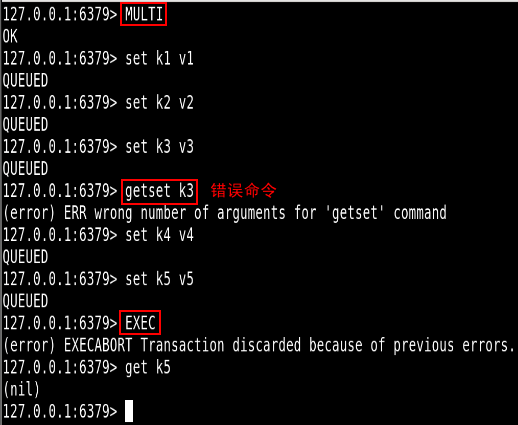 127.0.0.1:6379> MULTI
OK
127.0.0.1:6379> set k1 v1
QUEUED
127.0.0.1:6379> set k2 v2
QUEUED
127.0.0.1:6379> set k3 v3
QUEUED
127.0.0.1:6379> getset k3 错误命令
(error) ERR wrong number of arguments for 'getset' command
127.0.0.1:6379> set k4 v4
QUEUED
127.0.0.1:6379> set k5 v5
QUEUED
127.0.0.1:6379> EXEC
(error) EXECABORT Transaction discarded because of previous errors.
127.0.0.1:6379> get k5
(nil)
127.0.0.1:6379>